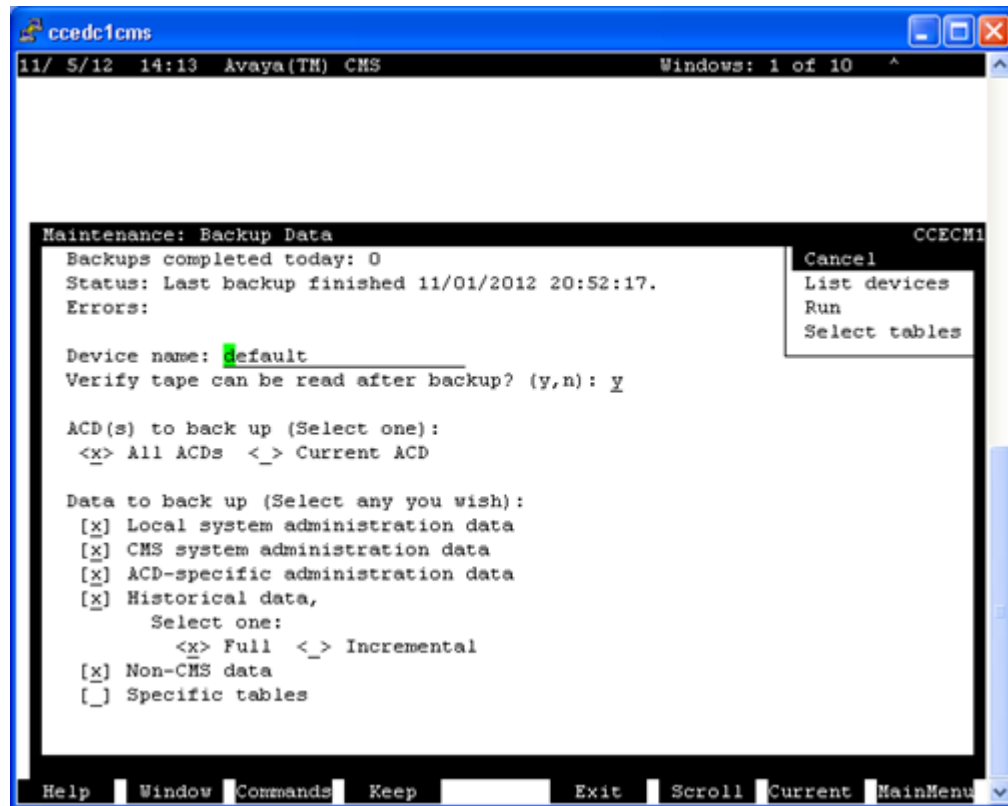 ccedc1cms
11/ 5/12 14:13 Avaya(TM) CMS Windows: 1 of 10 ^
Maintenance: Backup Data CCECM1
Backups completed today: 0
Status: Last backup finished 11/01/2012 20:52:17.
Errors:
Cancel
List devices
Run
Select tables
Device name: default
Verify tape can be read after backup? (y,n): y
ACD(s) to back up (Select one):
<x> All ACDs <_> Current ACD
Data to back up (Select any you wish):
[x] Local system administration data
[x] CMS system administration data
[x] ACD-specific administration data
[x] Historical data,
Select one:
<x> Full <_> Incremental
[x] Non-CMS data
[_] Specific tables
Help Window Commands Keep Exit Scroll Current MainMenu